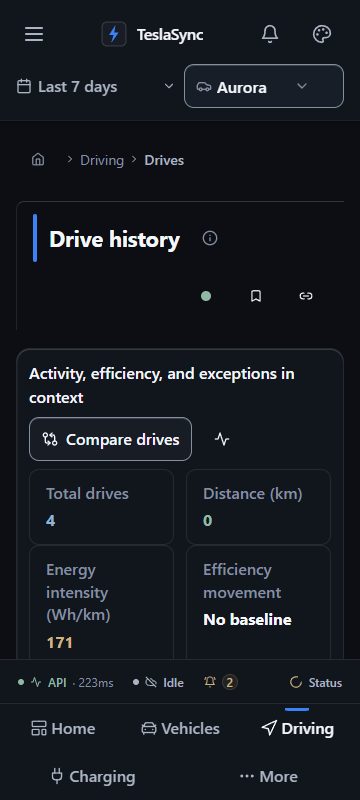 TeslaSync
Last 7 days
Aurora
Driving
Drives
Drive history
Activity, efficiency, and exceptions in
context
Compare drives
Total drives
4
Distance (km)
0
Energy
intensity
(Wh/km)
171
Efficiency
movement
No baseline
API · 223ms
Idle
2
Status
Home
Vehicles
Driving
Charging
More